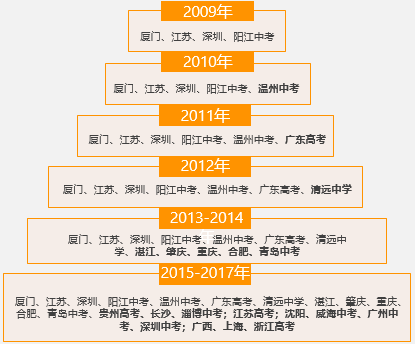 2009年
厦门、江苏、深圳、阳江中考
2010年
厦门、江苏、深圳、阳江中考、温州中考
2011年
厦门、江苏、深圳、阳江中考、温州中考、广东高考
2012年
厦门、江苏、深圳、阳江中考、温州中考、广东高考、清远中学
2013-2014
厦门、江苏、深圳、阳江中考、温州中考、广东高考、清远中
学、湛江、肇庆、重庆、合肥、青岛中考
2015-2017年
厦门、江苏、深圳、阳江中考、温州中考、广东高考、清远中学、湛江、肇庆、重庆、
合肥、青岛中考、贵州高考、长沙、淄博中考；江苏高考；沈阳、威海中考、广州中
考、深圳中考；广西、上海、浙江高考